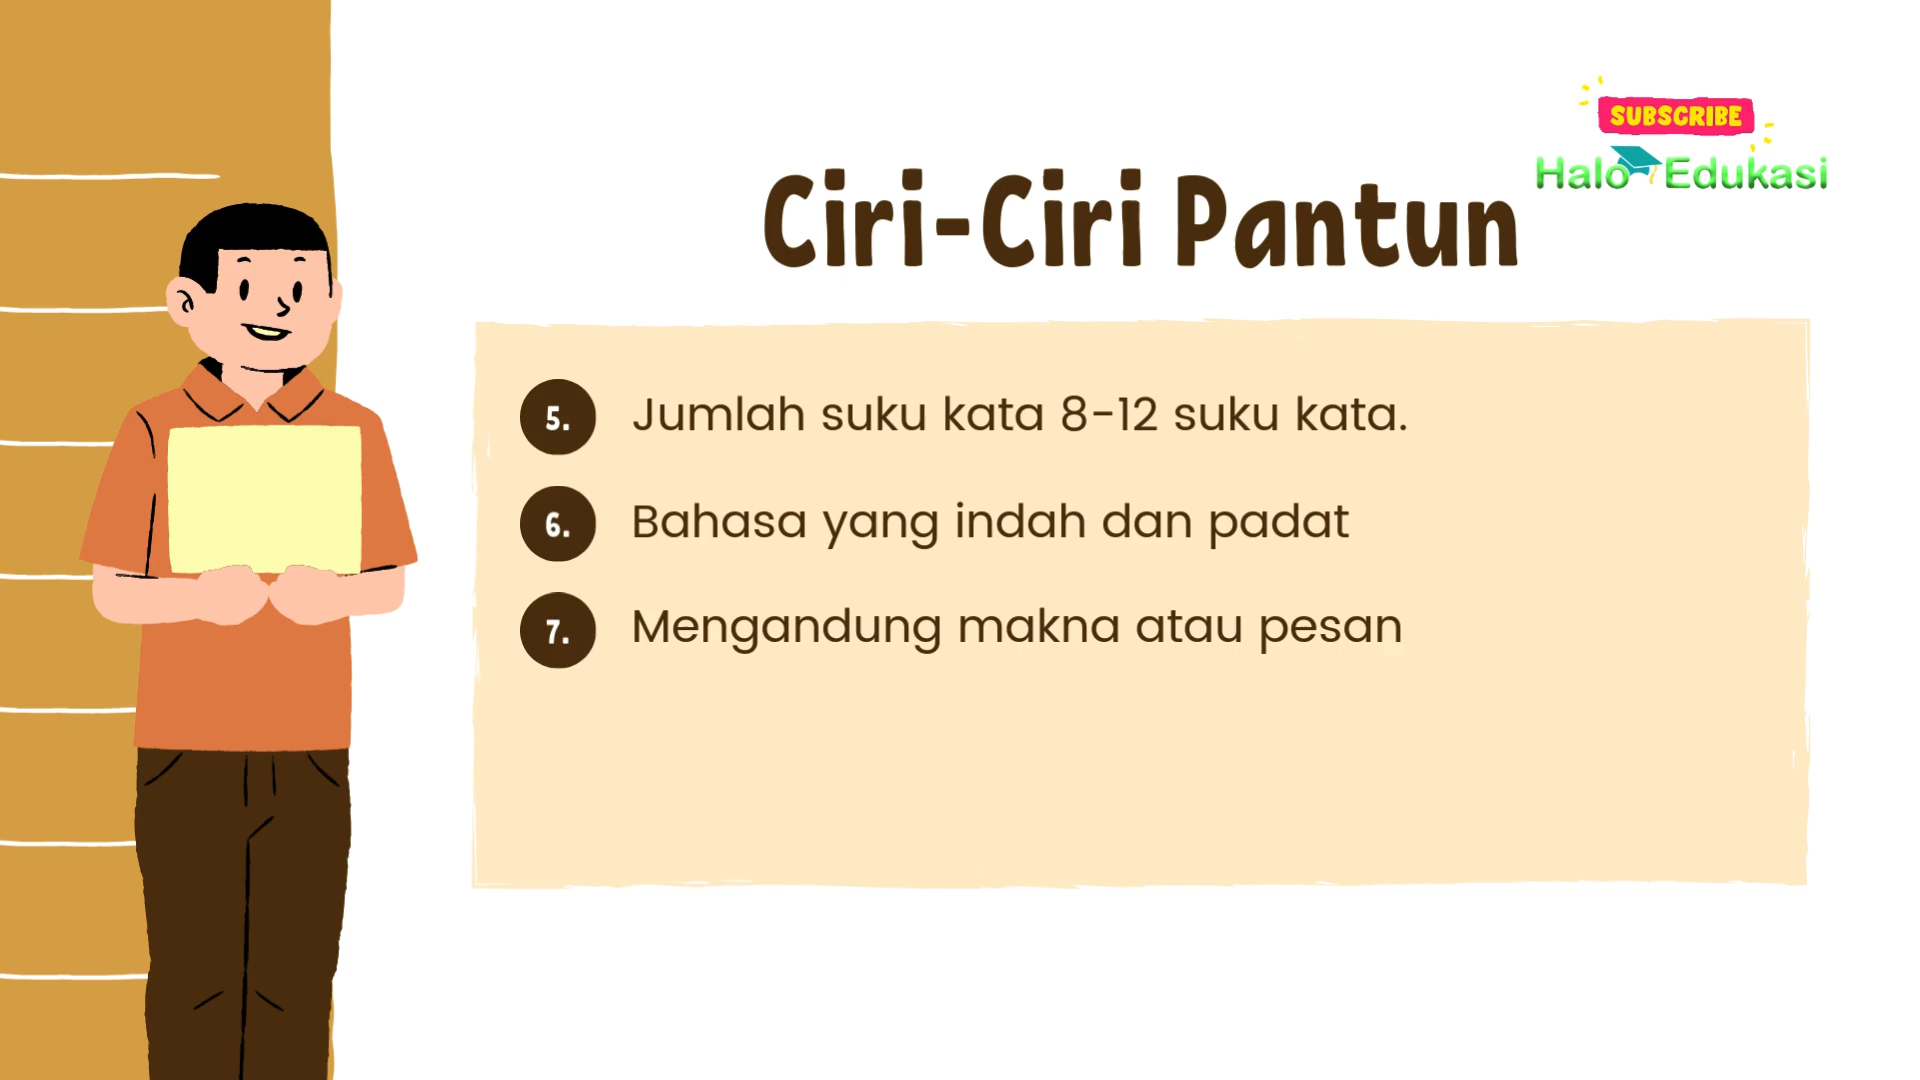 SUBSCRIBE
Halo Edukasi
Ciri-Ciri Pantun
5. Jumlah suku kata 8-12 suku kata.
6. Bahasa yang indah dan padat
7. Mengandung makna atau pesan